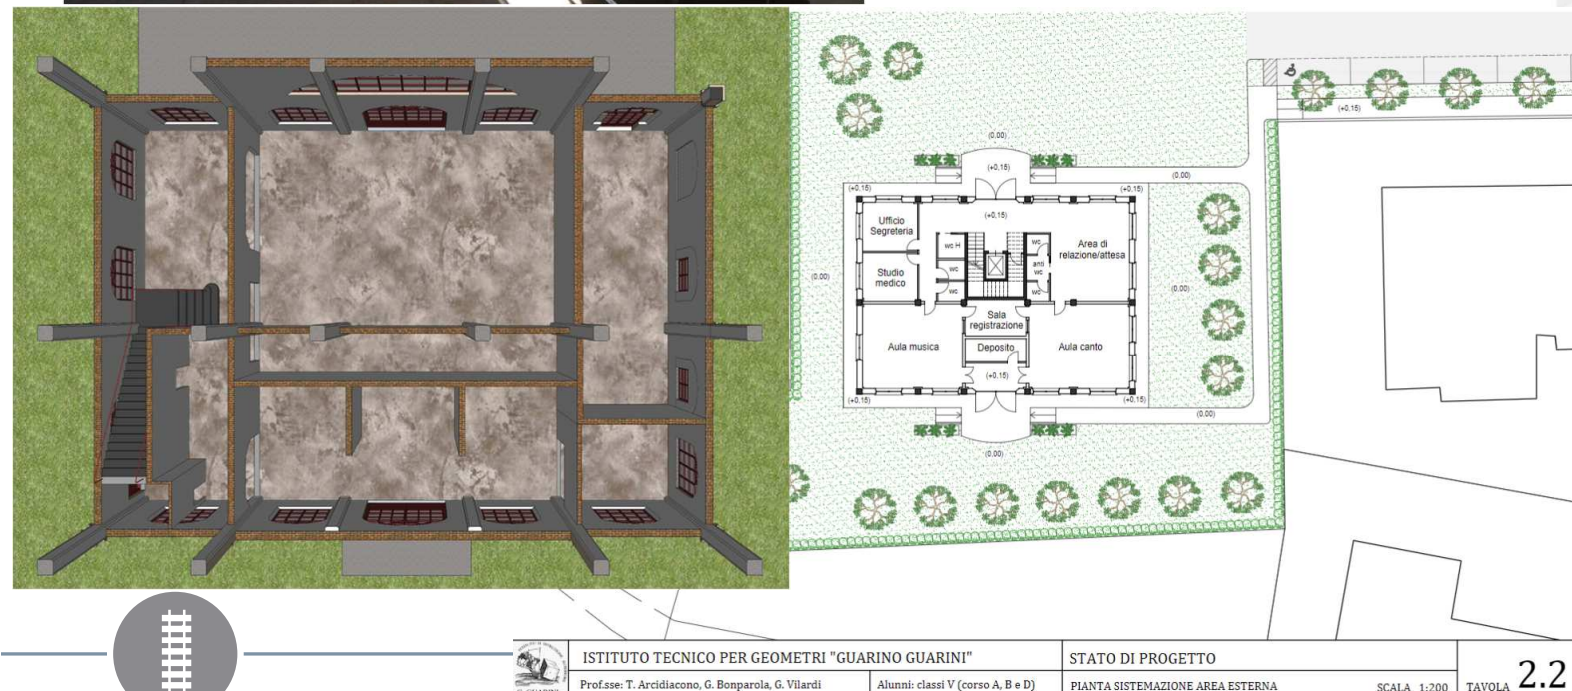 (0,00)
(+0,15)
(+0,15)
(0,00)
(+0,15)
(+0,15)
(+0,15)
Ufficio
Segreteria
wc H
wc
Area di
relazione/attesa
anti
wc
Studio
medico
wc
wc
wc
(0,00)
(0,00)
Sala
registrazione
Aula musica
Deposito
Aula canto
(+0,15)
(+0,15)
(+0,15)
(0,00)
(0,00)
ISTITUTO TECNICO PER GEOMETRI "GUARINO GUARINI"
STATO DI PROGETTO
Prof.sse: T. Arcidiacono, G. Bonparola, G. Vilardi
Alunni: classi V (corso A, B e D)
PIANTA SISTEMAZIONE AREA ESTERNA
SCALA 1:200
TAVOLA 2.2